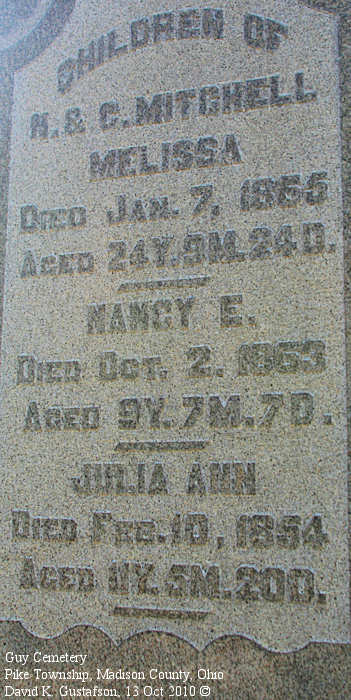 CHILDREN OF
N. & C. MITCHELL
MELISSA
DIED JAN. 7, 1865
AGED 24Y. 9M. 24D.
NANCY E.
DIED OCT. 2, 1853
AGED 9Y. 7M. 7D.
JULIA ANN
DIED FEB. 10, 1854
AGED 5M. 20D.
Guy Cemetery
Pike Township, Madison County, Ohio
David K. Gustafson, 13 Oct 2010 ©